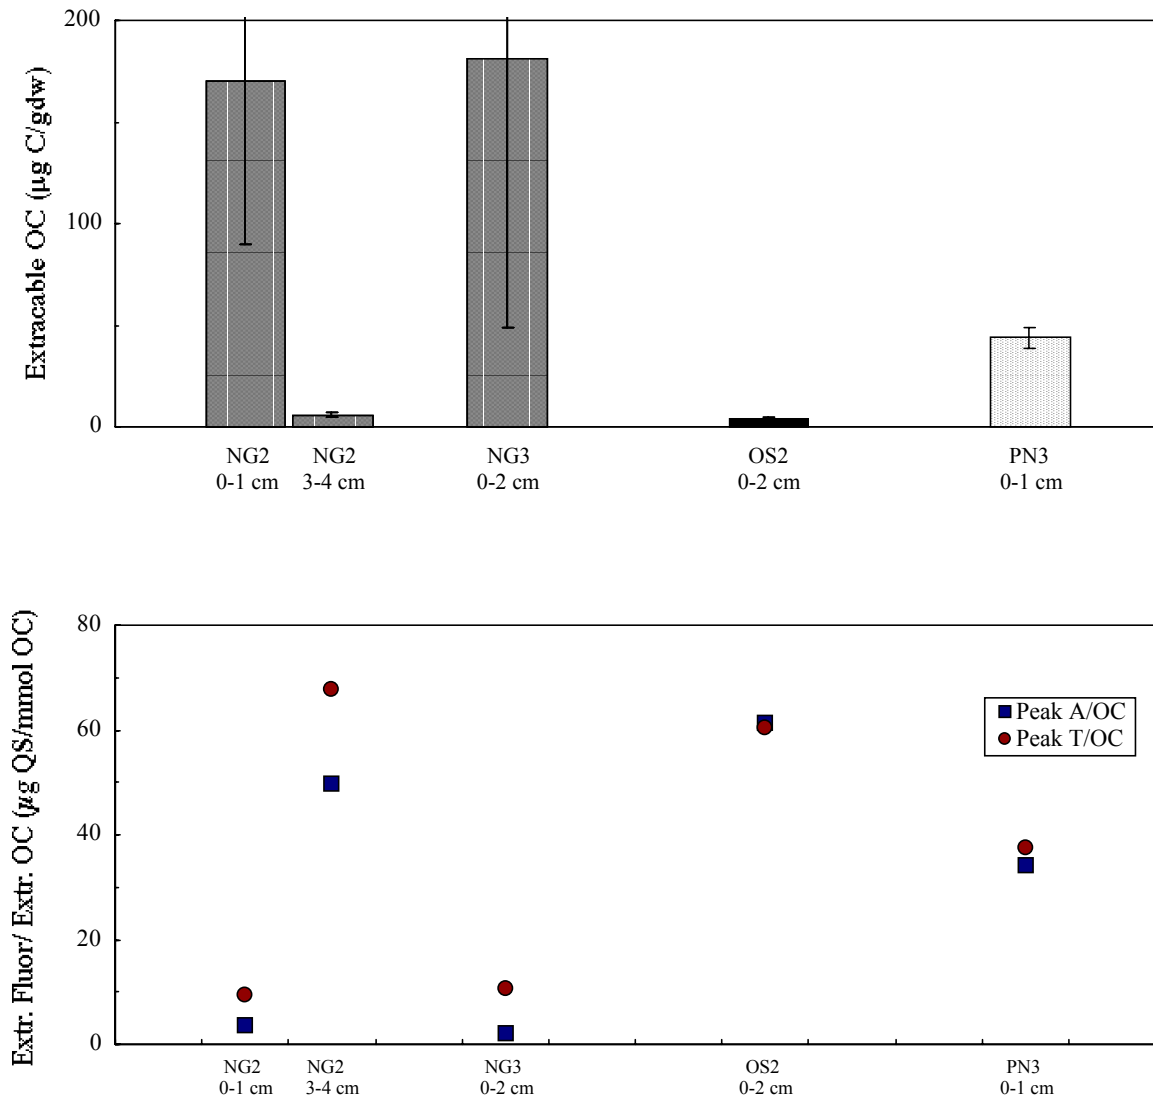 200
100
0
Extracable OC (µg C/gdw)
NG2 NG2 NG3 OS2 PN3
0-1 cm 3-4 cm 0-2 cm 0-2 cm 0-1 cm
80
60
40
20
0
Extr. Fluor/ Extr. OC (µg QS/mmol OC)
Peak A/OC
Peak T/OC
NG2 NG2 NG3 OS2 PN3
0-1 cm 3-4 cm 0-2 cm 0-2 cm 0-1 cm